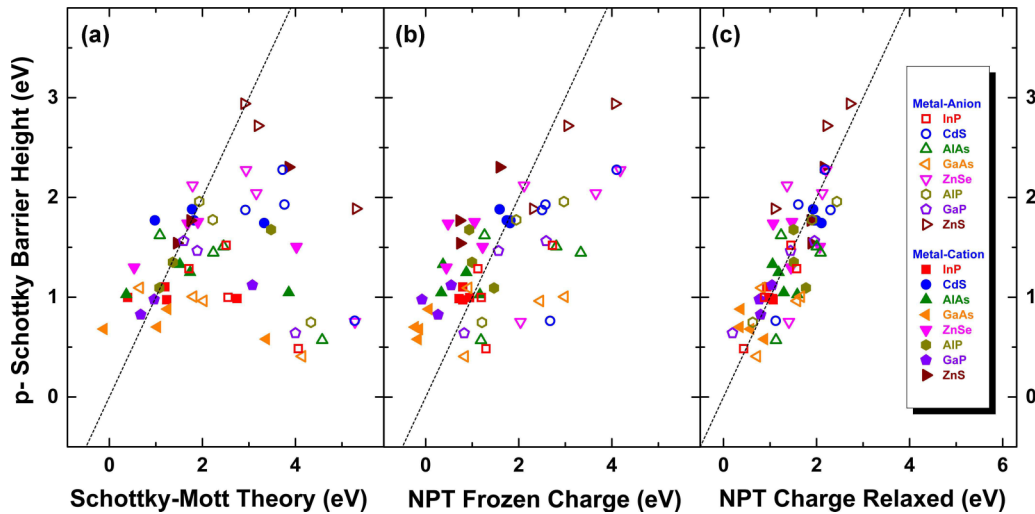 (a)
(b)
(c)
p- Schottky Barrier Height (eV)
3
2
1
0
3
2
1
0
Metal-Anion
InP
CdS
AlAs
GaAs
ZnSe
AlP
GaP
ZnS
Metal-Cation
InP
CdS
AlAs
GaAs
ZnSe
AlP
GaP
ZnS
0 2 4 0 2 4 0 2 4 6
Schottky-Mott Theory (eV) NPT Frozen Charge (eV) NPT Charge Relaxed (eV)